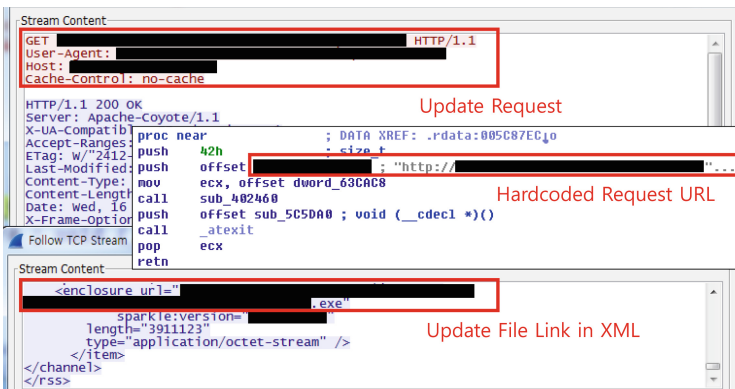 Stream Content
GET HTTP/1.1
User-Agent:
Host:
Cache-Control: no-cache
HTTP/1.1 200 OK
Server: Apache-Coyote/1.1
Update Request
X-UA-Compatibl
Accept-Ranges:
ETag: W/"2412-
Last-Modified:
Content-Type:
Content-Length
Date: Wed, 16
X-Frame-Option
proc near ; DATA XREF: .rdata:005C87EC↓o
push 42h ; size_t
push offset ; "http://"...
mov ecx, offset dword_63CAC8
call sub_402460
Hardcoded Request URL
push offset sub_5C5DA0 ; void (__cdecl *)()
call _atexit
pop ecx
retn
Follow TCP Stream
Stream Content
<enclosure url="
.exe"
sparkle:version=" "
length="3911123"
type="application/octet-stream" />
</item>
</channel>
</rss>
Update File Link in XML